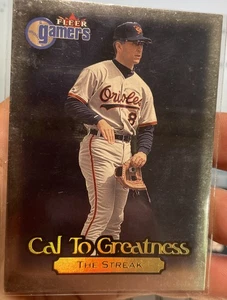 FLEER
gamers
Orioles
8
Cal To Greatness
THE STREAK